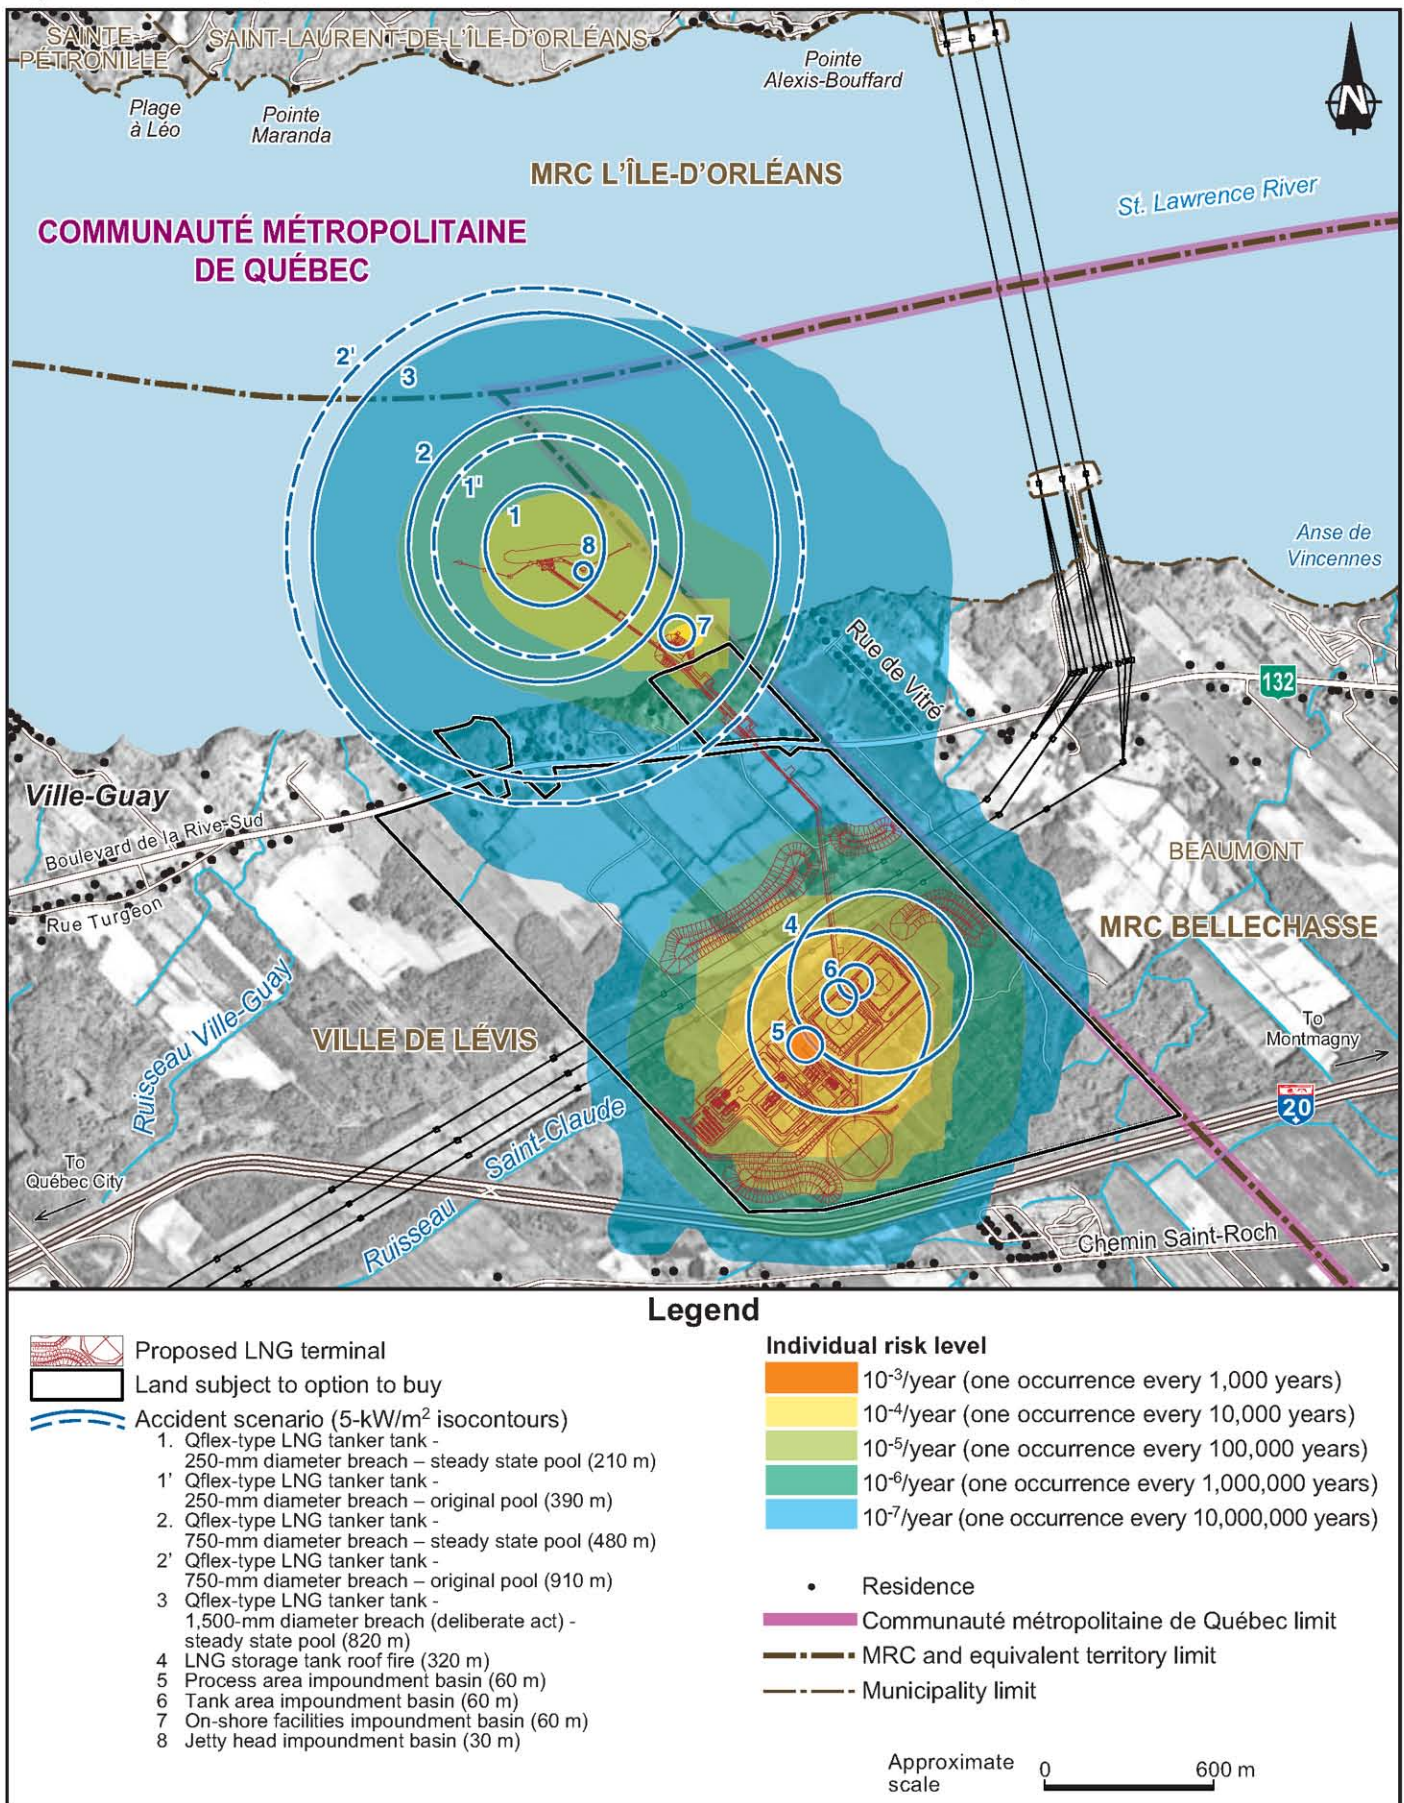 SAINTE-
PÉTRONILLE
SAINT-LAURENT-DE-L'ÎLE-D'ORLÉANS
Plage
à Léo
Pointe
Maranda
Pointe
Alexis-Bouffard
N
MRC L'ÎLE-D'ORLÉANS
St. Lawrence River
COMMUNAUTÉ MÉTROPOLITAINE
DE QUÉBEC
2'
3
2
1'
1
8
7
Anse de
Vincennes
Rue de Vitré
132
Ville-Guay
Boulevard de la Rive-Sud
Rue Turgeon
BEAUMONT
MRC BELLECHASSE
4
6
5
Ruisseau Ville-Guay
VILLE DE LÉVIS
To
Montmagny
20
Ruisseau Saint-Claude
To
Québec City
Chemin Saint-Roch
Legend
Proposed LNG terminal
Land subject to option to buy
Accident scenario (5-kW/m² isocontours)
1. Qflex-type LNG tanker tank -
250-mm diameter breach – steady state pool (210 m)
1' Qflex-type LNG tanker tank -
250-mm diameter breach – original pool (390 m)
2. Qflex-type LNG tanker tank -
750-mm diameter breach – steady state pool (480 m)
2' Qflex-type LNG tanker tank -
750-mm diameter breach – original pool (910 m)
3 Qflex-type LNG tanker tank -
1,500-mm diameter breach (deliberate act) -
steady state pool (820 m)
4 LNG storage tank roof fire (320 m)
5 Process area impoundment basin (60 m)
6 Tank area impoundment basin (60 m)
7 On-shore facilities impoundment basin (60 m)
8 Jetty head impoundment basin (30 m)
Individual risk level
10⁻³/year (one occurrence every 1,000 years)
10⁻⁴/year (one occurrence every 10,000 years)
10⁻⁵/year (one occurrence every 100,000 years)
10⁻⁶/year (one occurrence every 1,000,000 years)
10⁻⁷/year (one occurrence every 10,000,000 years)
Residence
Communauté métropolitaine de Québec limit
MRC and equivalent territory limit
Municipality limit
Approximate
scale
0 600 m